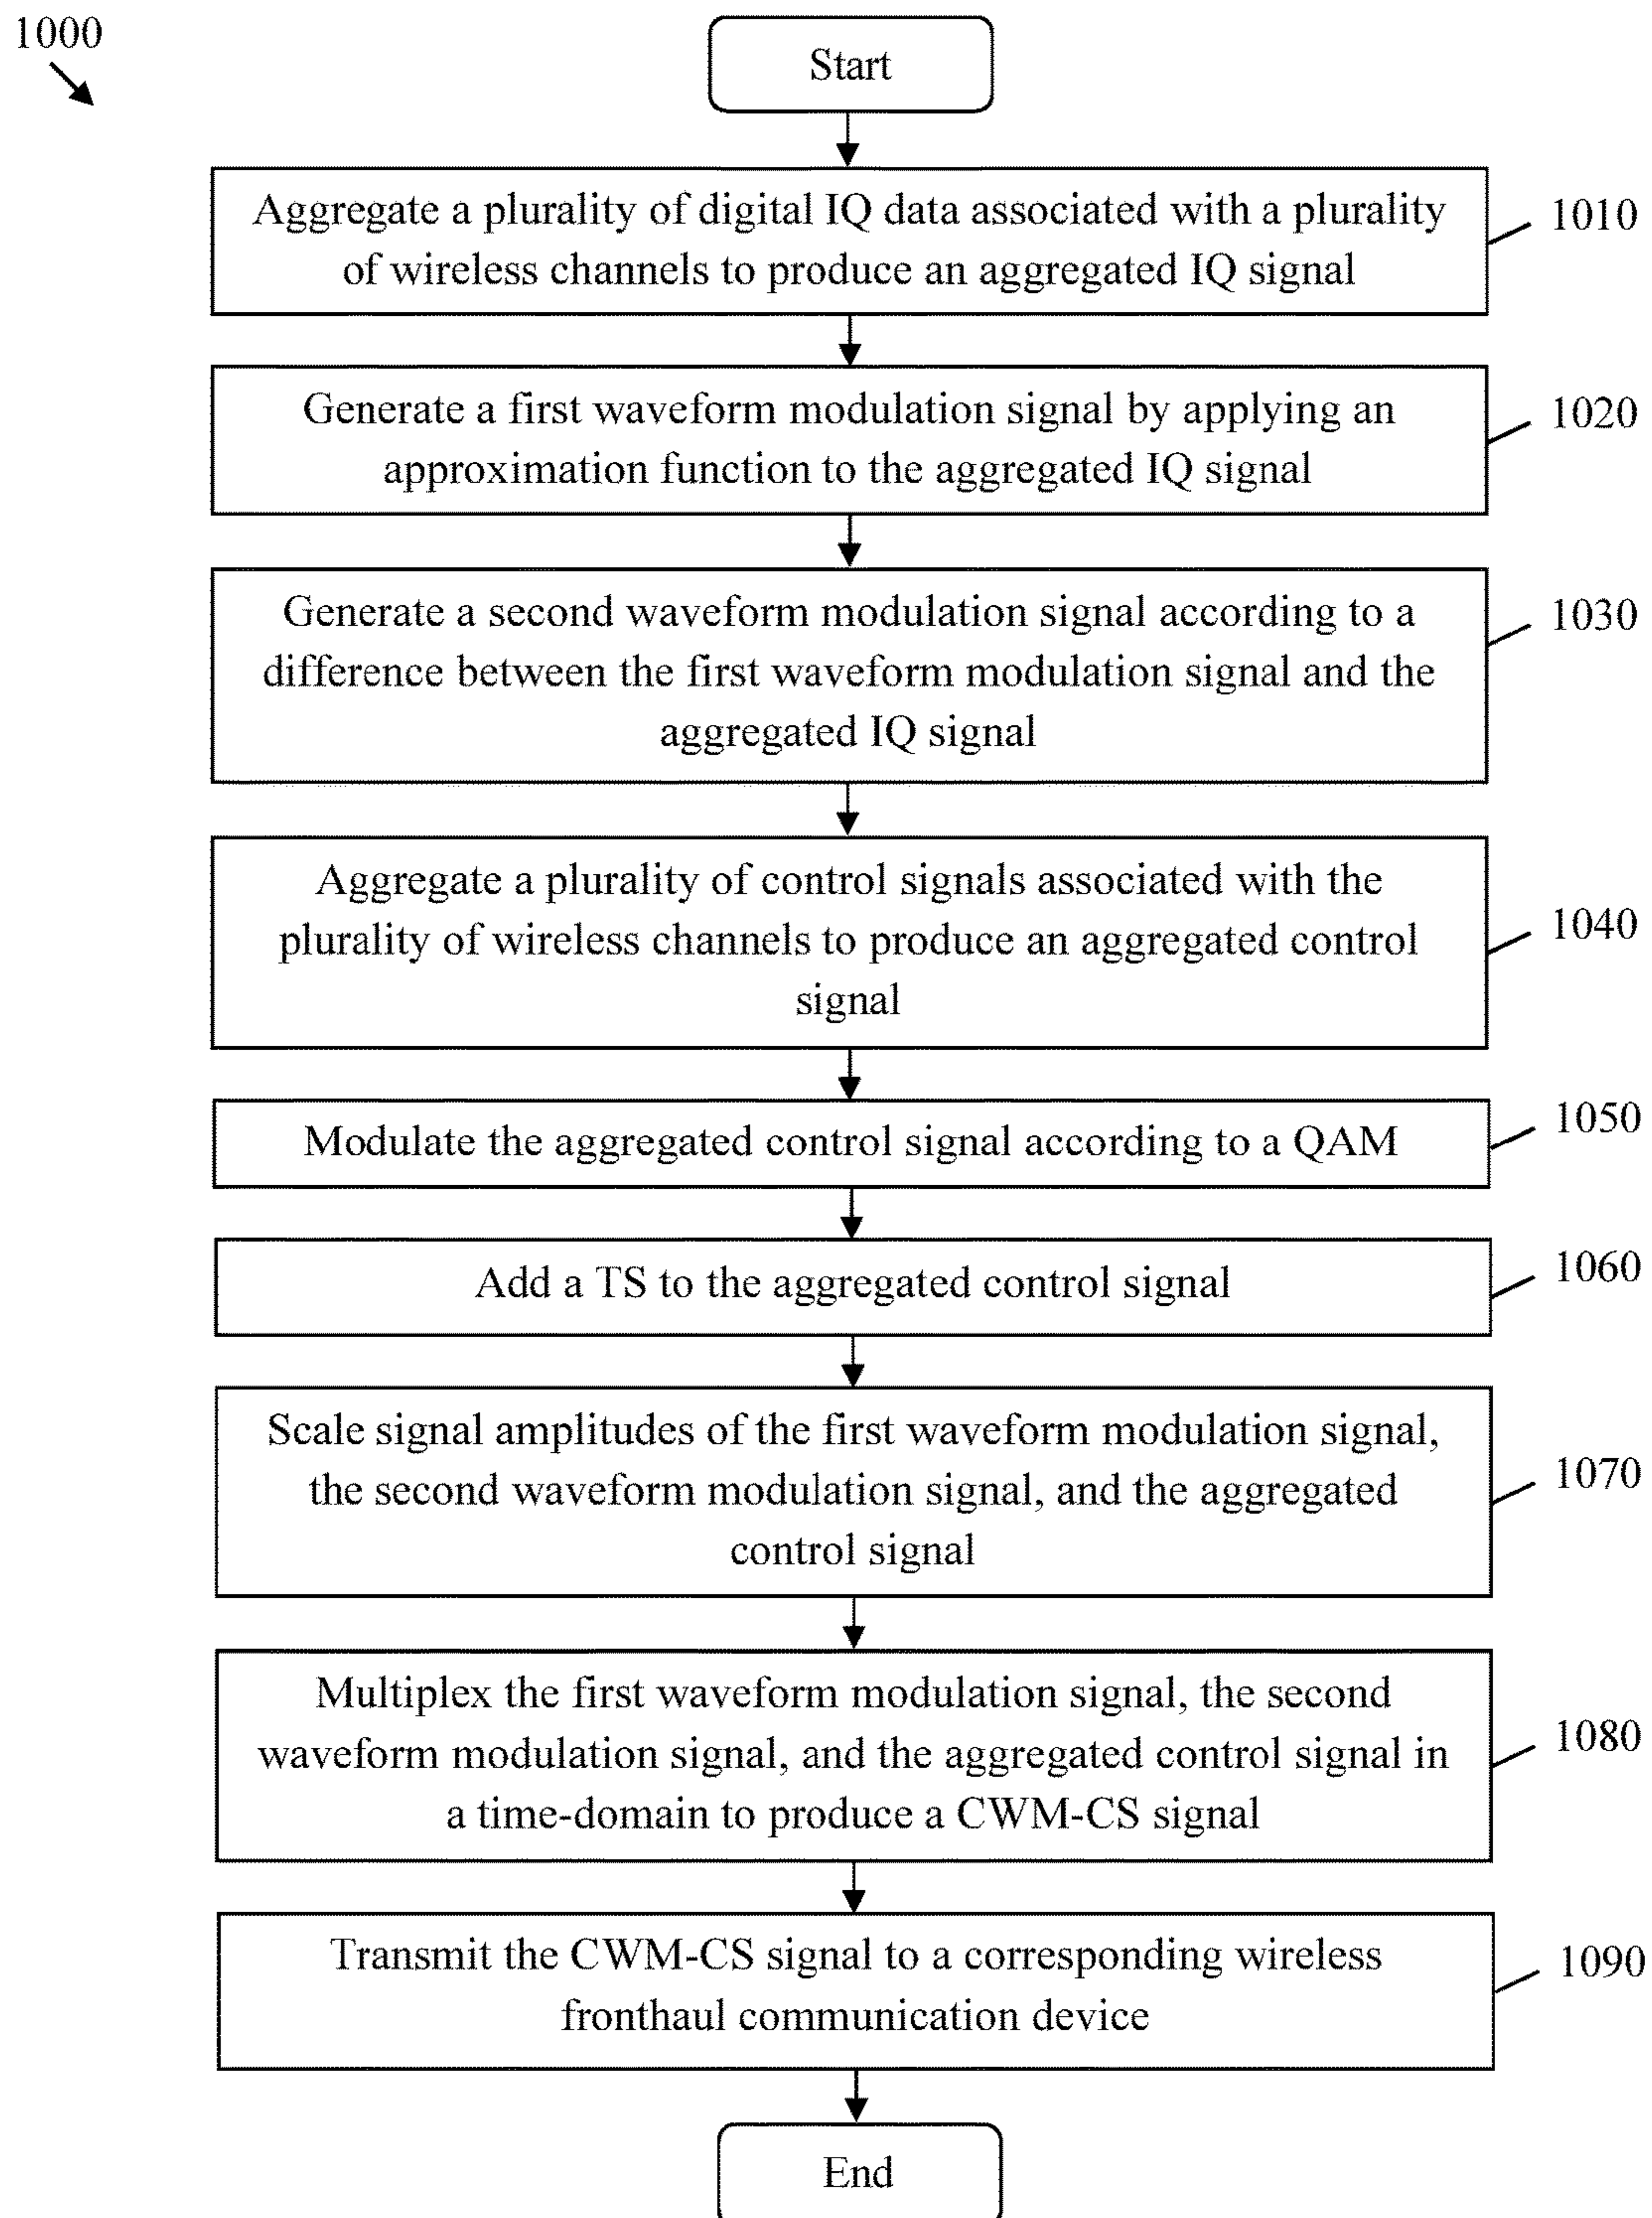 1000
Start
Aggregate a plurality of digital IQ data associated with a plurality
of wireless channels to produce an aggregated IQ signal
1010
Generate a first waveform modulation signal by applying an
approximation function to the aggregated IQ signal
1020
Generate a second waveform modulation signal according to a
difference between the first waveform modulation signal and the
aggregated IQ signal
1030
Aggregate a plurality of control signals associated with the
plurality of wireless channels to produce an aggregated control
signal
1040
Modulate the aggregated control signal according to a QAM
1050
Add a TS to the aggregated control signal
1060
Scale signal amplitudes of the first waveform modulation signal,
the second waveform modulation signal, and the aggregated
control signal
1070
Multiplex the first waveform modulation signal, the second
waveform modulation signal, and the aggregated control signal in
a time-domain to produce a CWM-CS signal
1080
Transmit the CWM-CS signal to a corresponding wireless
fronthaul communication device
1090
End